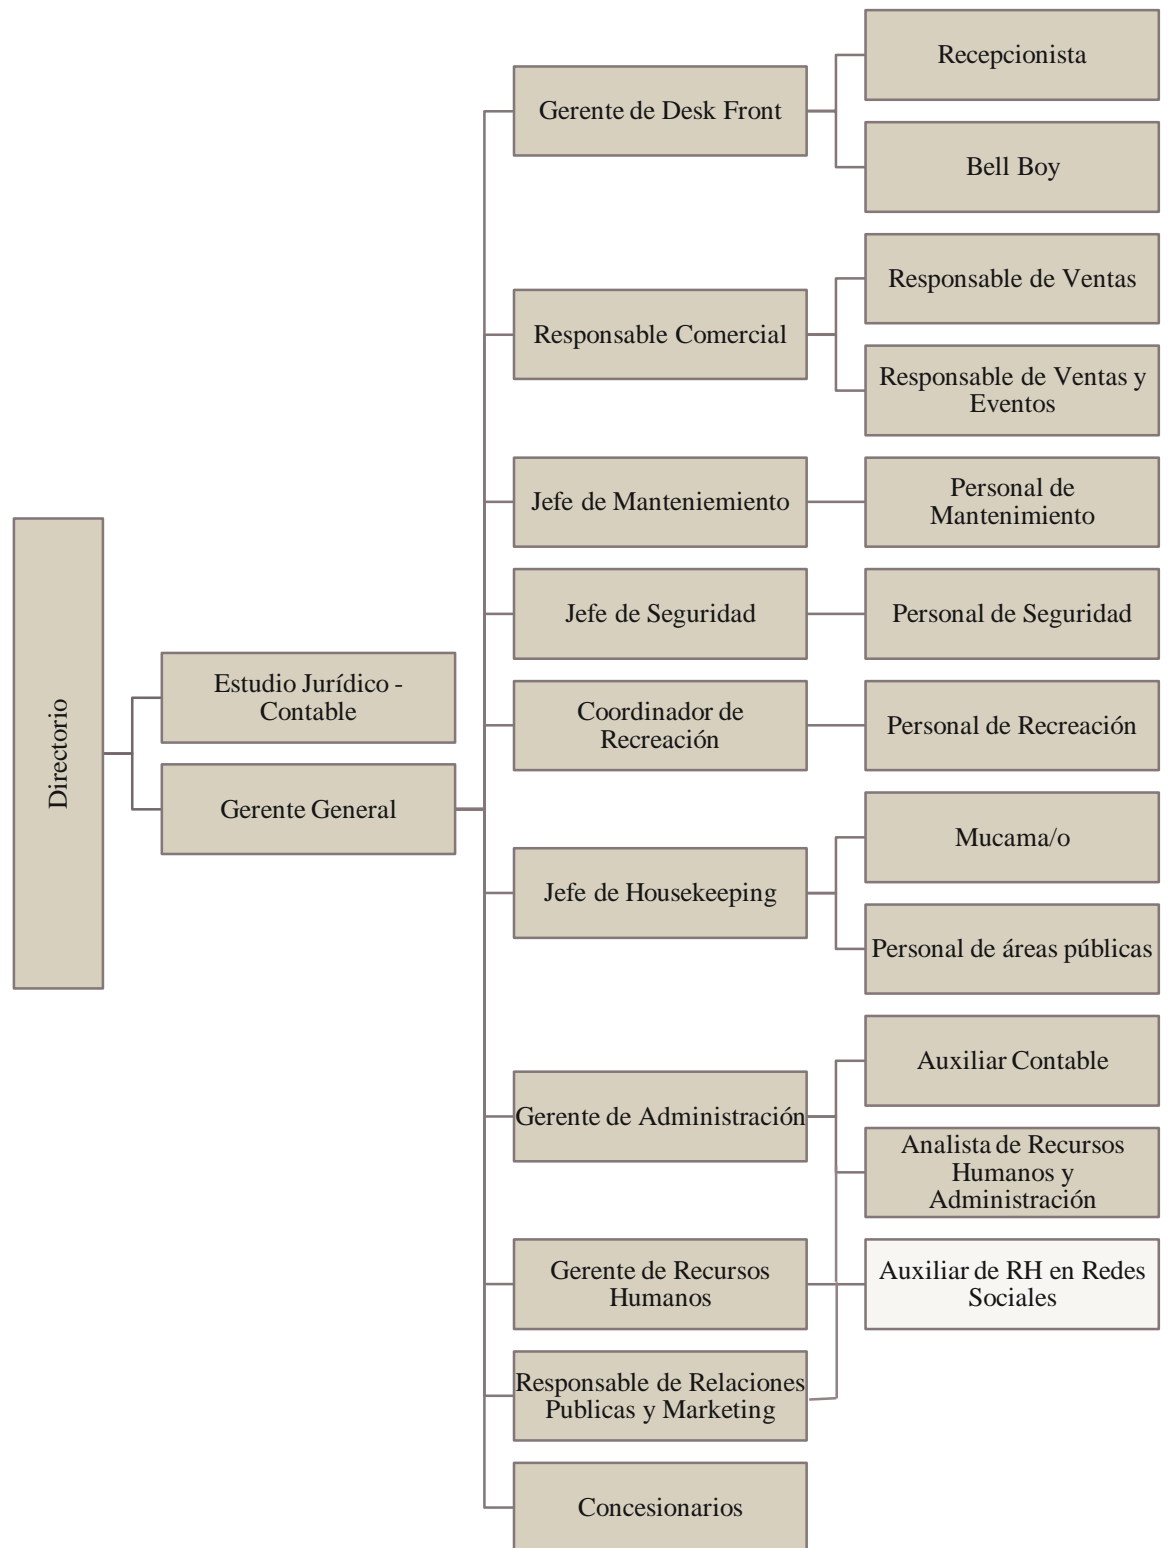 Directorio
Estudio Jurídico -
Contable
Gerente General
Gerente de Desk Front
Recepcionista
Bell Boy
Responsable Comercial
Responsable de Ventas
Responsable de Ventas y
Eventos
Jefe de Manteniemiento
Personal de
Mantenimiento
Jefe de Seguridad
Personal de Seguridad
Coordinador de
Recreación
Personal de Recreación
Jefe de Housekeeping
Mucama/o
Personal de áreas públicas
Gerente de Administración
Auxiliar Contable
Analista de Recursos
Humanos y
Administración
Gerente de Recursos
Humanos
Auxiliar de RH en Redes
Sociales
Responsable de Relaciones
Publicas y Marketing
Concesionarios